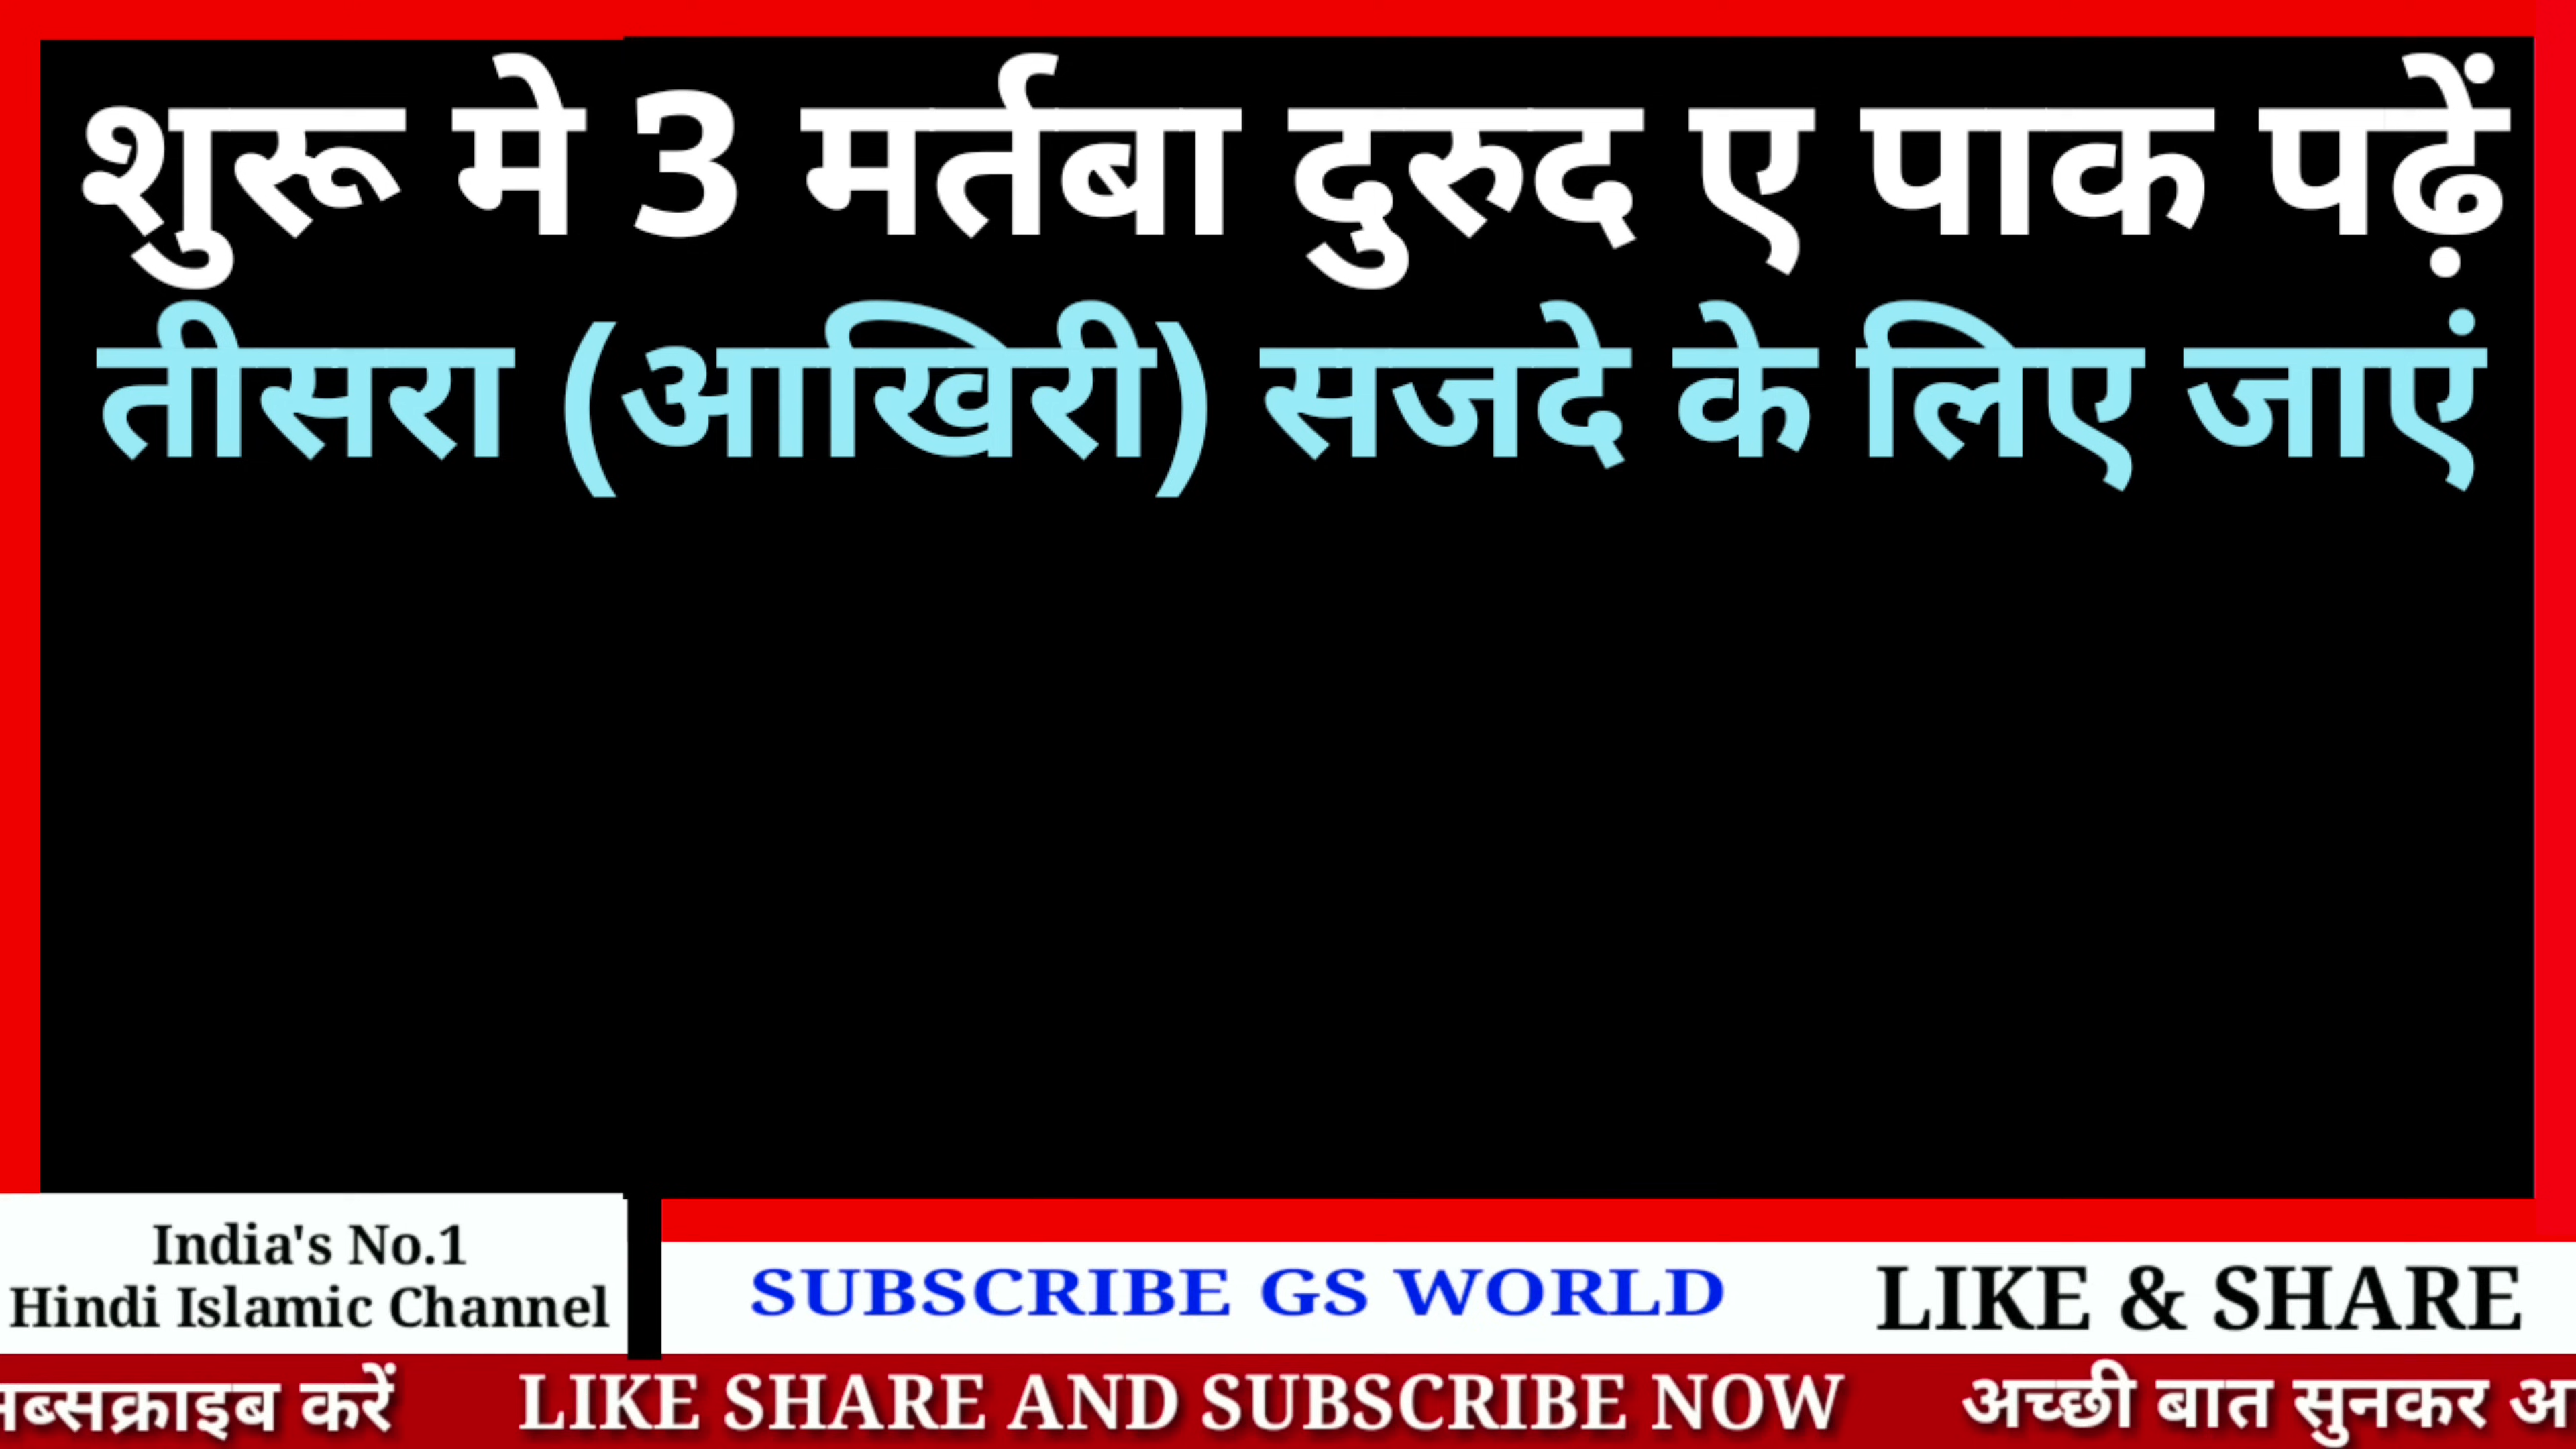 शुरू मे 3 मर्तबा दुरुद ए पाक पढ़ें
तीसरा (आखिरी) सजदे के लिए जाएं
India's No.1
Hindi Islamic Channel
SUBSCRIBE GS WORLD
LIKE & SHARE
करें LIKE SHARE AND SUBSCRIBE NOW अच्छी बात सुनकर